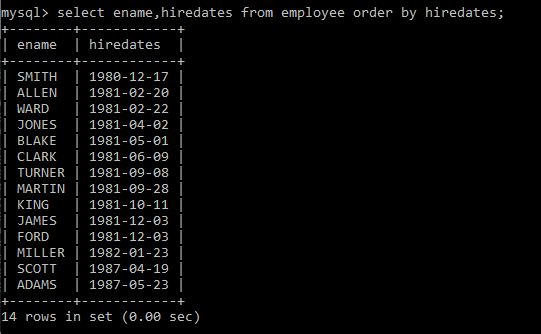 mysql> select ename,hiredates from employee order by hiredates;
+--------+------------+
| ename  | hiredates  |
+--------+------------+
| SMITH  | 1980-12-17 |
| ALLEN  | 1981-02-20 |
| WARD   | 1981-02-22 |
| JONES  | 1981-04-02 |
| BLAKE  | 1981-05-01 |
| CLARK  | 1981-06-09 |
| TURNER | 1981-09-08 |
| MARTIN | 1981-09-28 |
| KING   | 1981-10-11 |
| JAMES  | 1981-12-03 |
| FORD   | 1981-12-03 |
| MILLER | 1982-01-23 |
| SCOTT  | 1987-04-19 |
| ADAMS  | 1987-05-23 |
+--------+------------+
14 rows in set (0.00 sec)